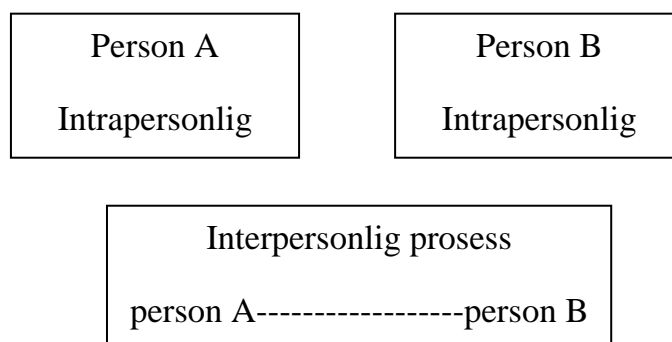 Person A
Intrapersonlig
Person B
Intrapersonlig
Interpersonlig prosess
person A------------------person B